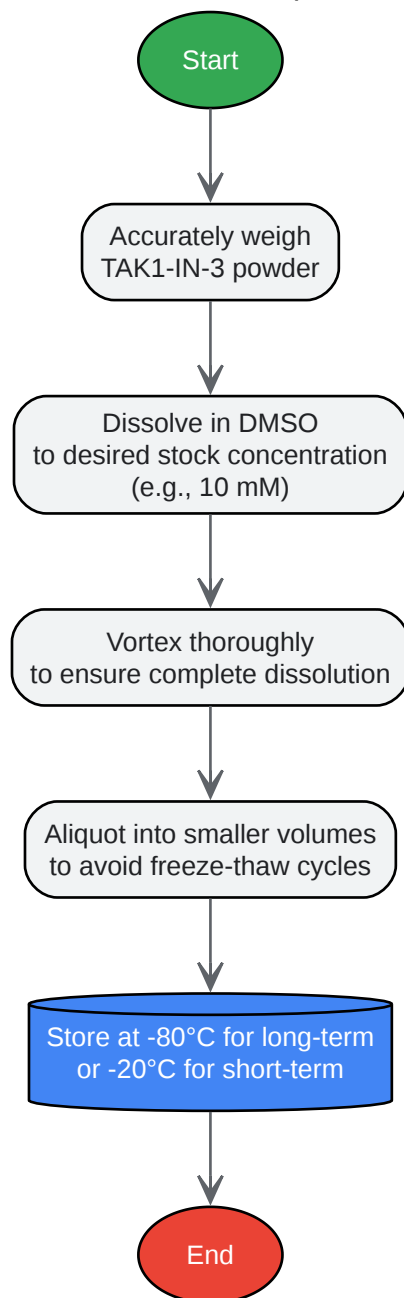 Start
Accurately weigh
TAK1-IN-3 powder
Dissolve in DMSO
to desired stock concentration
(e.g., 10 mM)
Vortex thoroughly
to ensure complete dissolution
Aliquot into smaller volumes
to avoid freeze-thaw cycles
Store at -80°C for long-term
or -20°C for short-term
End